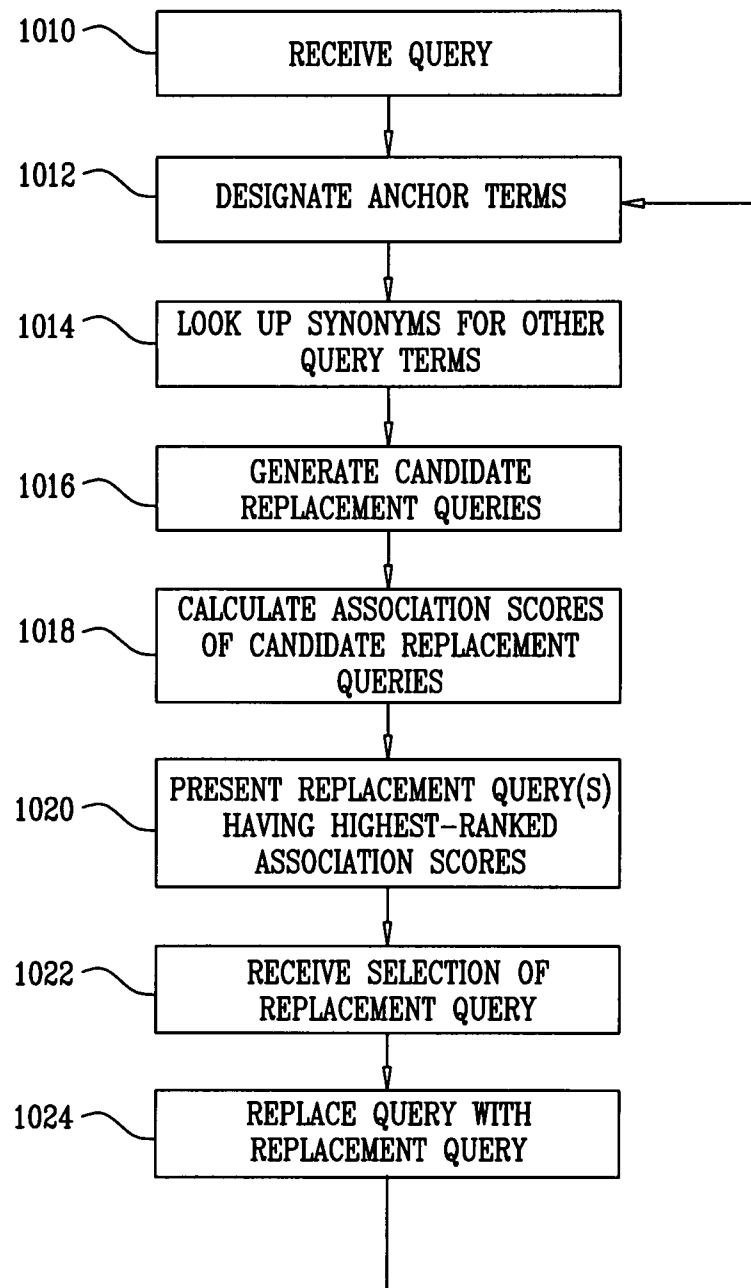 1010
RECEIVE QUERY
1012
DESIGNATE ANCHOR TERMS
1014
LOOK UP SYNONYMS FOR OTHER
QUERY TERMS
1016
GENERATE CANDIDATE
REPLACEMENT QUERIES
1018
CALCULATE ASSOCIATION SCORES
OF CANDIDATE REPLACEMENT
QUERIES
1020
PRESENT REPLACEMENT QUERY(S)
HAVING HIGHEST-RANKED
ASSOCIATION SCORES
1022
RECEIVE SELECTION OF
REPLACEMENT QUERY
1024
REPLACE QUERY WITH
REPLACEMENT QUERY